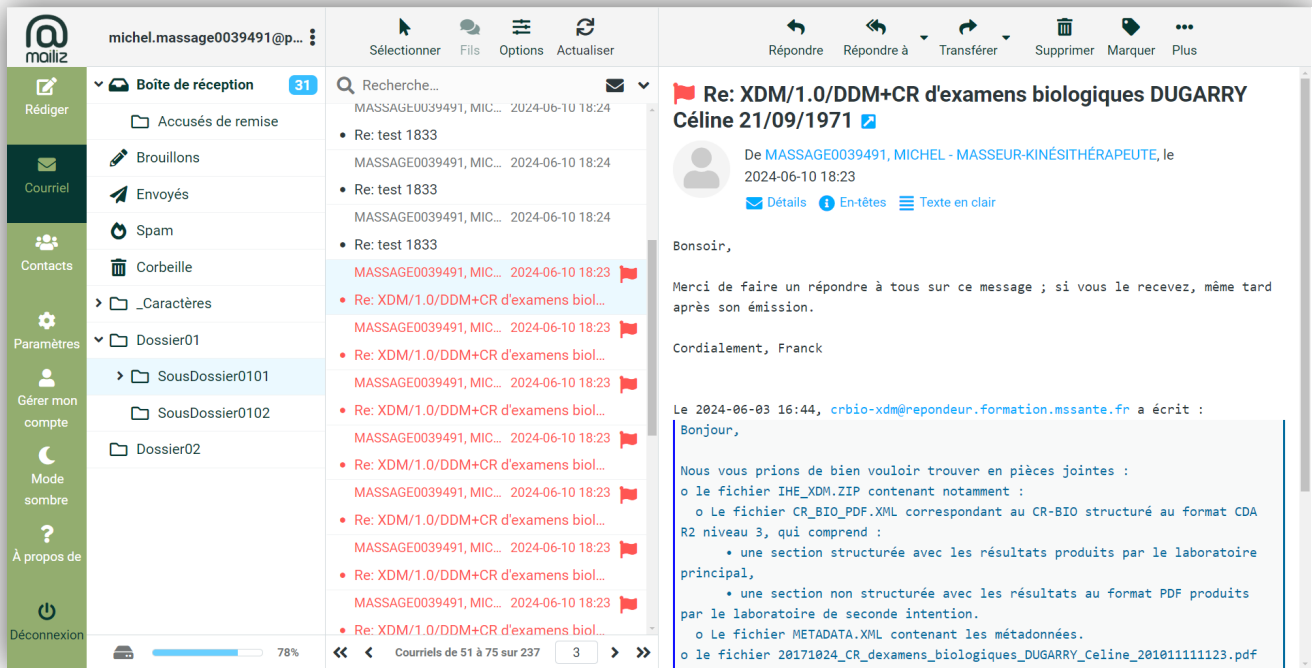 mailiz
michel.massage0039491@p...
Rédiger
Courriel
Contacts
Paramètres
Gérer mon
compte
Mode
sombre
À propos de
Déconnexion
Boîte de réception 31
Accusés de remise
Brouillons
Envoyés
Spam
Corbeille
_Caractères
Dossier01
SousDossier0101
SousDossier0102
Dossier02
78%
Sélectionner Fils Options Actualiser
Recherche...
MASSAGE0039491, MIC... 2024-06-10 18:24
• Re: test 1833
MASSAGE0039491, MIC... 2024-06-10 18:24
• Re: test 1833
MASSAGE0039491, MIC... 2024-06-10 18:24
• Re: test 1833
MASSAGE0039491, MIC... 2024-06-10 18:23
• Re: XDM/1.0/DDM+CR d'examens biol...
MASSAGE0039491, MIC... 2024-06-10 18:23
• Re: XDM/1.0/DDM+CR d'examens biol...
MASSAGE0039491, MIC... 2024-06-10 18:23
• Re: XDM/1.0/DDM+CR d'examens biol...
MASSAGE0039491, MIC... 2024-06-10 18:23
• Re: XDM/1.0/DDM+CR d'examens biol...
MASSAGE0039491, MIC... 2024-06-10 18:23
• Re: XDM/1.0/DDM+CR d'examens biol...
MASSAGE0039491, MIC... 2024-06-10 18:23
• Re: XDM/1.0/DDM+CR d'examens biol...
MASSAGE0039491, MIC... 2024-06-10 18:23
• Re: XDM/1.0/DDM+CR d'examens biol...
Courriels de 51 à 75 sur 237 3
Répondre Répondre à Transférer Supprimer Marquer Plus
Re: XDM/1.0/DDM+CR d'examens biologiques DUGARRY
Céline 21/09/1971
De MASSAGE0039491, MICHEL - MASSEUR-KINÉSITHÉRAPEUTE, le
2024-06-10 18:23
Détails En-têtes Texte en clair
Bonsoir,
Merci de faire un répondre à tous sur ce message ; si vous le recevez, même tard
après son émission.
Cordialement, Franck
Le 2024-06-03 16:44, crbio-xdm@repondeur.formation.mssante.fr a écrit :
Bonjour,
Nous vous prions de bien vouloir trouver en pièces jointes :
o le fichier IHE_XDM.ZIP contenant notamment :
o Le fichier CR_BIO_PDF.XML correspondant au CR-BIO structuré au format CDA
R2 niveau 3, qui comprend :
• une section structurée avec les résultats produits par le laboratoire
principal,
• une section non structurée avec les résultats au format PDF produits
par le laboratoire de seconde intention.
o Le fichier METADATA.XML contenant les métadonnées.
o le fichier 20171024_CR_dexamens_biologiques_DUGARRY_Celine_201011111123.pdf